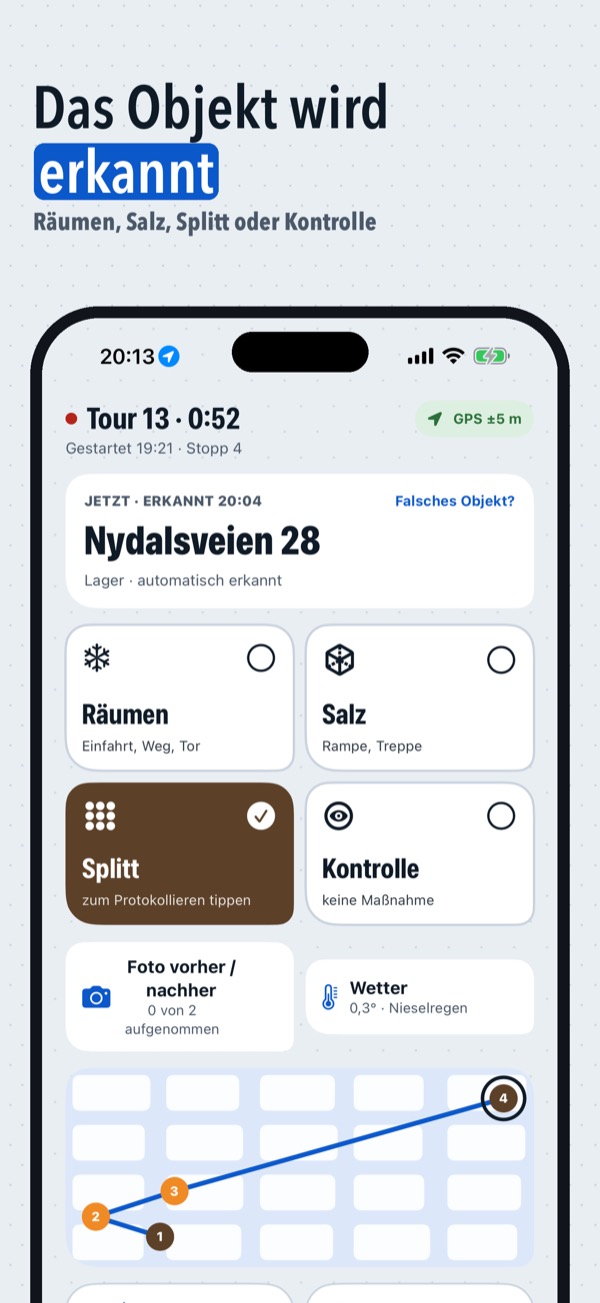 Das Objekt wird
erkannt
Räumen, Salz, Splitt oder Kontrolle
20:13
Tour 13 · 0:52
GPS ±5 m
Gestartet 19:21 · Stopp 4
JETZT · ERKANNT 20:04
Falsches Objekt?
Nydalsveien 28
Lager · automatisch erkannt
Räumen
Einfahrt, Weg, Tor
Salz
Rampe, Treppe
Splitt
zum Protokollieren tippen
Kontrolle
keine Maßnahme
Foto vorher /
nachher
0 von 2
aufgenommen
Wetter
0,3° · Nieselregen
4
3
2
1